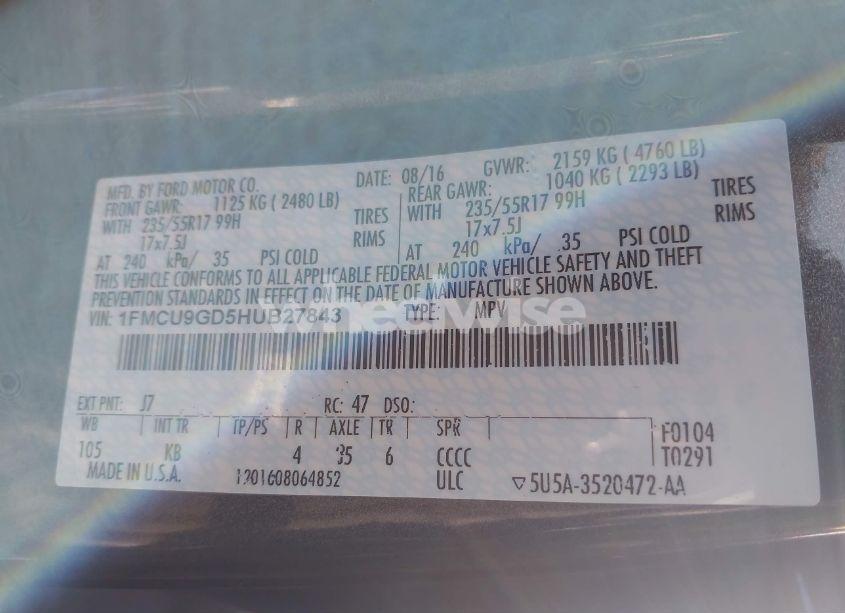 MFD. BY FORD MOTOR CO. DATE: 08/16 GVWR: 2159 KG ( 4760 LB)
FRONT GAWR: 1125 KG ( 2480 LB) REAR GAWR: 1040 KG ( 2293 LB)
WITH 235/55R17 99H TIRES WITH 235/55R17 99H TIRES
17x7.5J RIMS 17x7.5J RIMS
AT 240 kPa/ 35 PSI COLD AT 240 kPa/ 35 PSI COLD
THIS VEHICLE CONFORMS TO ALL APPLICABLE FEDERAL MOTOR VEHICLE SAFETY AND THEFT
PREVENTION STANDARDS IN EFFECT ON THE DATE OF MANUFACTURE SHOWN ABOVE.
VIN: 1FMCU9GD5HUB27843 TYPE: MPV
wheelwise
EXT PNT: J7 RC: 47 DSO:
WB INT TR TP/PS R AXLE TR SPR F0104
105 KB 4 35 6 CCCC T0291
MADE IN U.S.A. 1201608064852 ULC ▽5U5A-3520472-AA